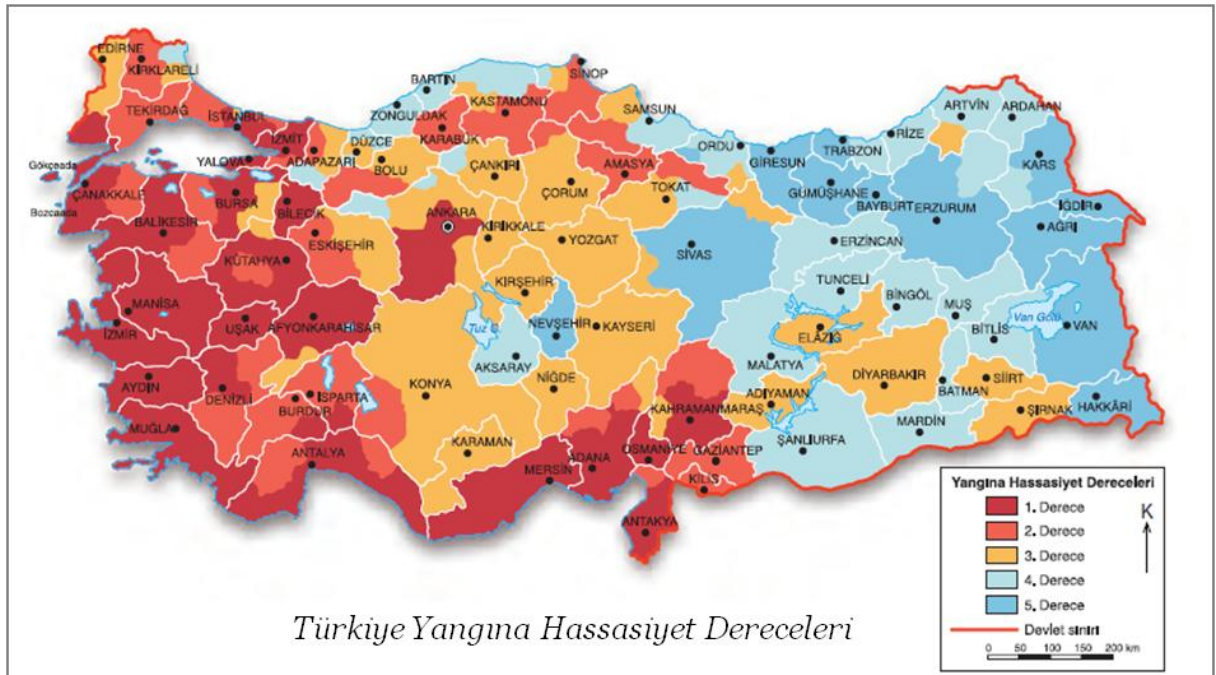 EDİRNE
KIRKLARELİ
TEKİRDAĞ
İSTANBUL
İZMİT
YALOVA
ADAPAZARI
DÜZCE
BOLU
ZONGULDAK
BARTIN
KARABÜK
KASTAMONU
SİNOP
SAMSUN
ÇANKIRI
ÇORUM
AMASYA
TOKAT
ORDU
GİRESUN
TRABZON
RİZE
ARTVİN
ARDAHAN
KARS
GÜMÜŞHANE
BAYBURT
ERZURUM
IĞDIR
AĞRI
Gökçeada
Bozcaada
ÇANAKKALE
BALIKESİR
BURSA
BİLECİK
ESKİŞEHİR
KÜTAHYA
ANKARA
KIRIKKALE
YOZGAT
SİVAS
ERZİNCAN
TUNCELİ
BİNGÖL
MUŞ
BİTLİS
Van Gölü
VAN
MANİSA
İZMİR
UŞAK
AFYONKARAHİSAR
KIRŞEHİR
Tuz G.
NEVŞEHİR
KAYSERİ
AKSARAY
MALATYA
ELAZIĞ
DİYARBAKIR
BATMAN
SİİRT
ŞIRNAK
HAKKÂRİ
AYDIN
DENİZLİ
BURDUR
ISPARTA
KONYA
NİĞDE
KAHRAMANMARAŞ
ADIYAMAN
MARDİN
ŞANLIURFA
MUĞLA
ANTALYA
KARAMAN
MERSİN
ADANA
OSMANİYE
GAZİANTEP
KİLİS
ANTAKYA
Yangına Hassasiyet Dereceleri
1. Derece
2. Derece
3. Derece
4. Derece
5. Derece
Devlet sınırı
K
0 50 100 150 200 km
Türkiye Yangına Hassasiyet Dereceleri